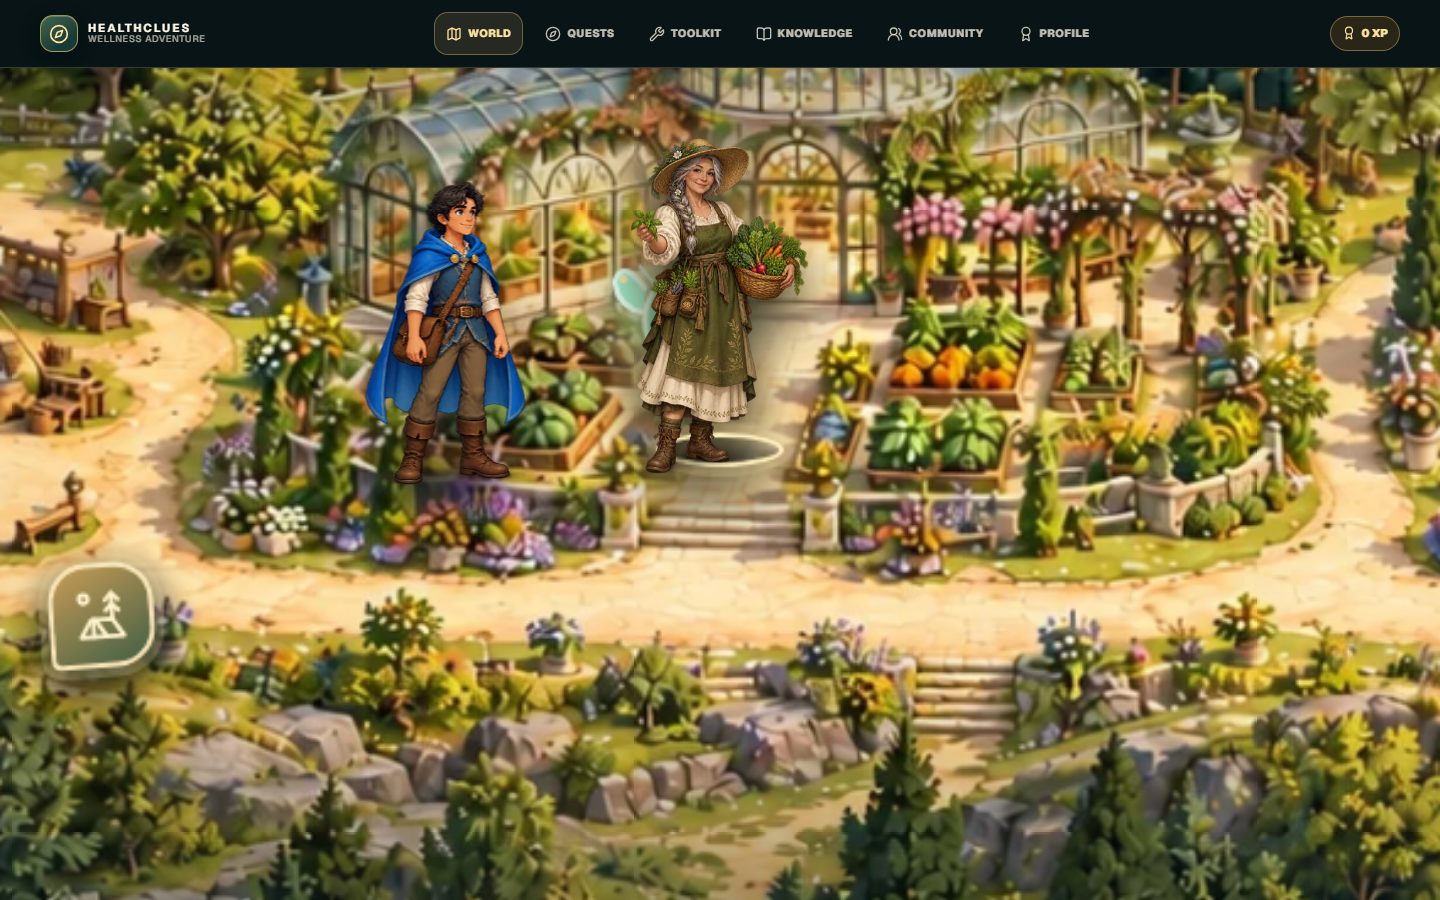 HEALTHCLUES
WELLNESS ADVENTURE
WORLD
QUESTS
TOOLKIT
KNOWLEDGE
COMMUNITY
PROFILE
0 XP